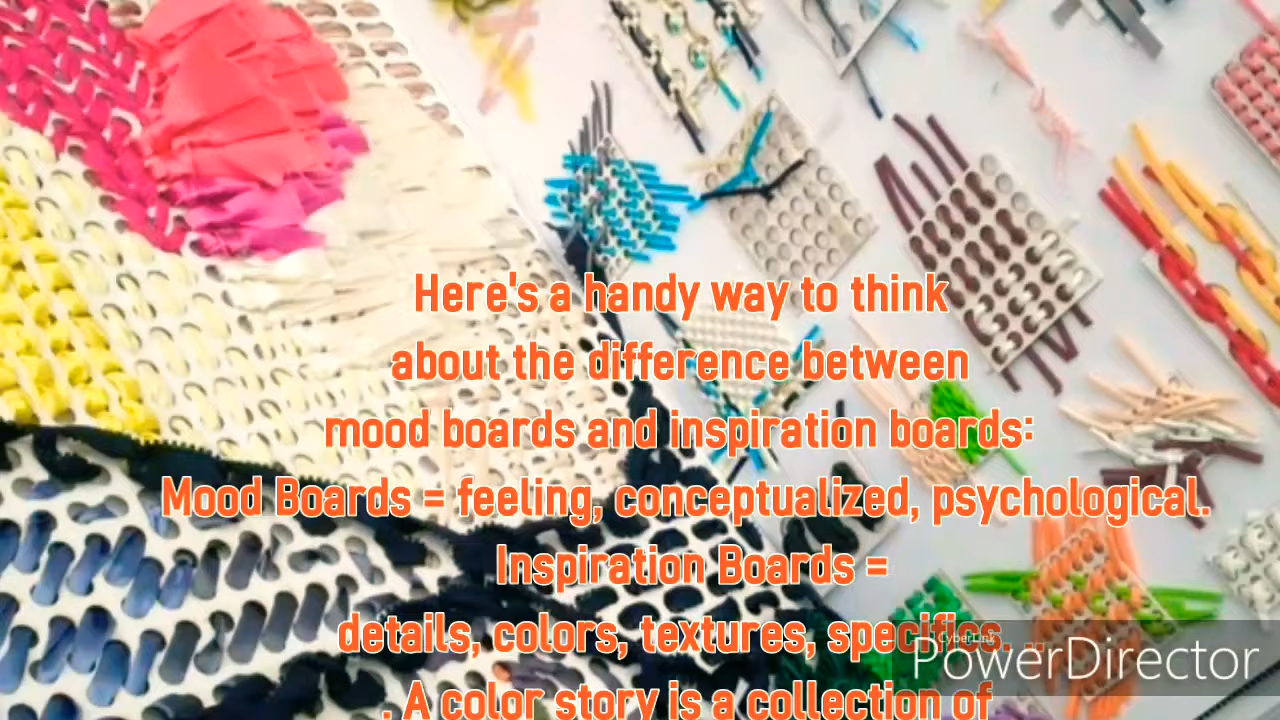 Here's a handy way to think
about the difference between
mood boards and inspiration boards:
Mood Boards = feeling, conceptualized, psychological.
Inspiration Boards =
details, colors, textures, specifics. ..
. A color story is a collection of
CyberLink
PowerDirector